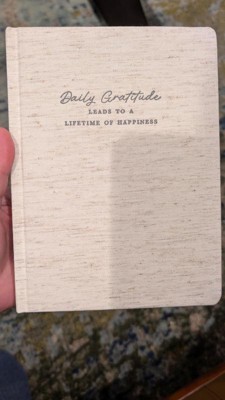 Daily Gratitude
LEADS TO A
LIFETIME OF HAPPINESS